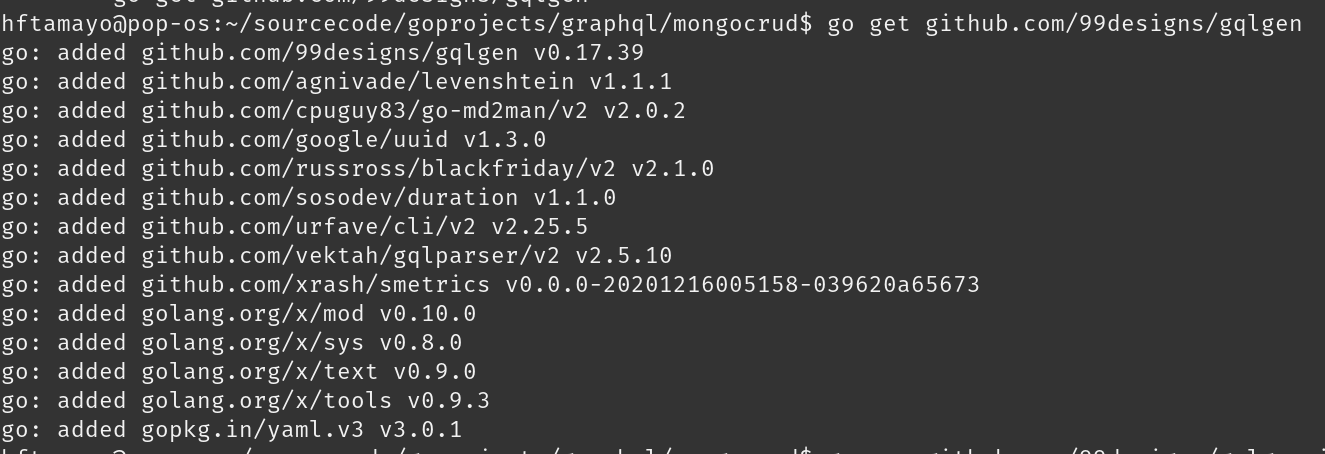 go get github.com/99designs/gqlgen
hftamayo@pop-os:~/sourcecode/goprojects/graphql/mongocrud$ go get github.com/99designs/gqlgen
go: added github.com/99designs/gqlgen v0.17.39
go: added github.com/agnivade/levenshtein v1.1.1
go: added github.com/cpuguy83/go-md2man/v2 v2.0.2
go: added github.com/google/uuid v1.3.0
go: added github.com/russross/blackfriday/v2 v2.1.0
go: added github.com/sosodev/duration v1.1.0
go: added github.com/urfave/cli/v2 v2.25.5
go: added github.com/vektah/gqlparser/v2 v2.5.10
go: added github.com/xrash/smetrics v0.0.0-20201216005158-039620a65673
go: added golang.org/x/mod v0.10.0
go: added golang.org/x/sys v0.8.0
go: added golang.org/x/text v0.9.0
go: added golang.org/x/tools v0.9.3
go: added gopkg.in/yaml.v3 v3.0.1